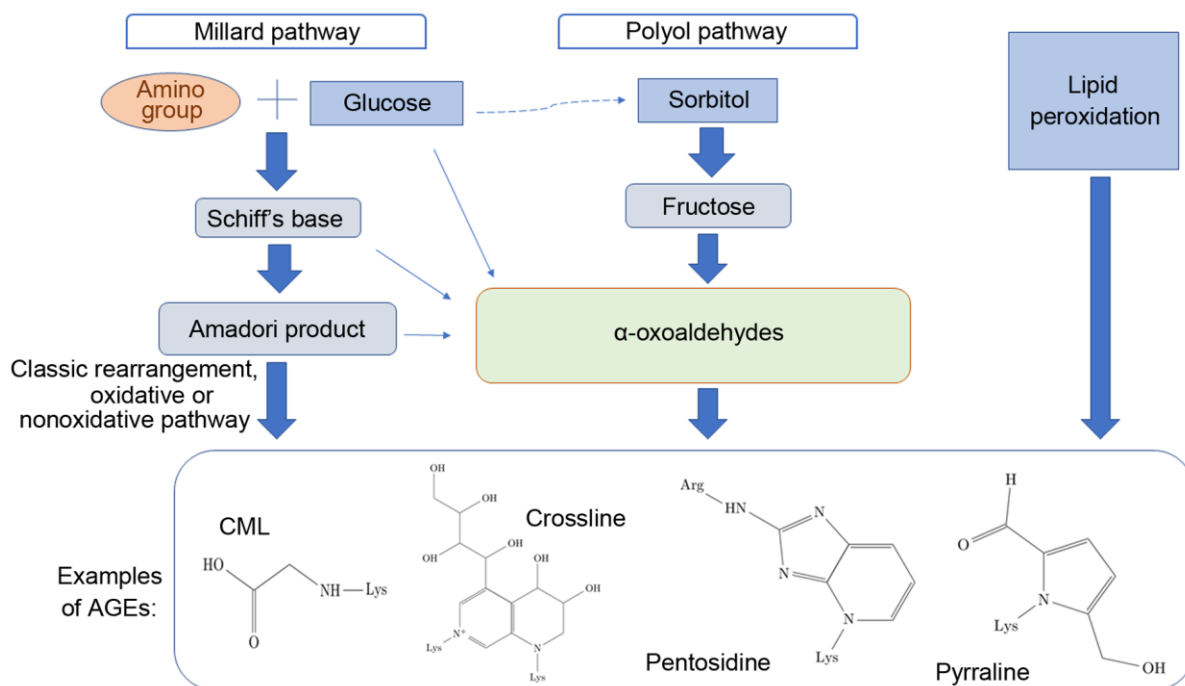 Millard pathway
Polyol pathway
Amino
group
Glucose
Sorbitol
Lipid
peroxidation
Schiff's base
Fructose
Amadori product
α-oxoaldehydes
Classic rearrangement,
oxidative or
nonoxidative pathway
Examples
of AGEs:
CML
HO
O
NH
Lys
Crossline
OH
OH
OH
OH
OH
OH
OH
Lys
N+
N
Lys
Pentosidine
Arg
HN
N
N
N
Lys
Pyrraline
H
O
N
Lys
OH